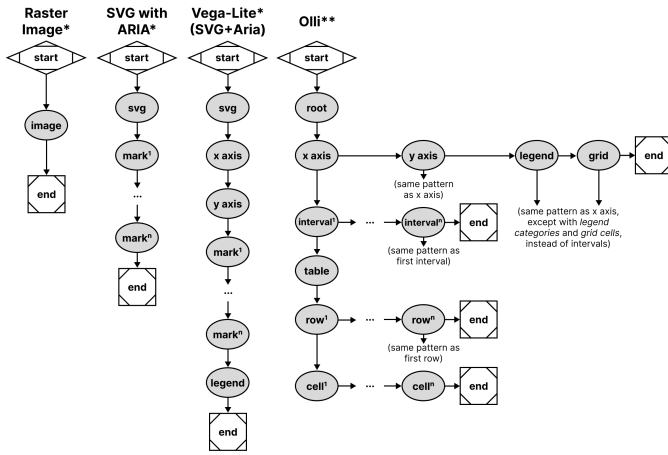 Raster
Image*
SVG with
ARIA*
Vega-Lite*
(SVG+Aria)
Olli**
start
start
start
start
image
end
svg
mark¹
...
markⁿ
end
svg
x axis
y axis
mark¹
...
markⁿ
legend
end
root
x axis
y axis
legend
grid
end
(same pattern
as x axis)
(same pattern as x axis,
except with legend
categories and grid cells,
instead of intervals)
interval¹
...
intervalⁿ
end
(same pattern as
first interval)
table
row¹
...
rowⁿ
end
(same pattern as
first row)
cell¹
...
cellⁿ
end